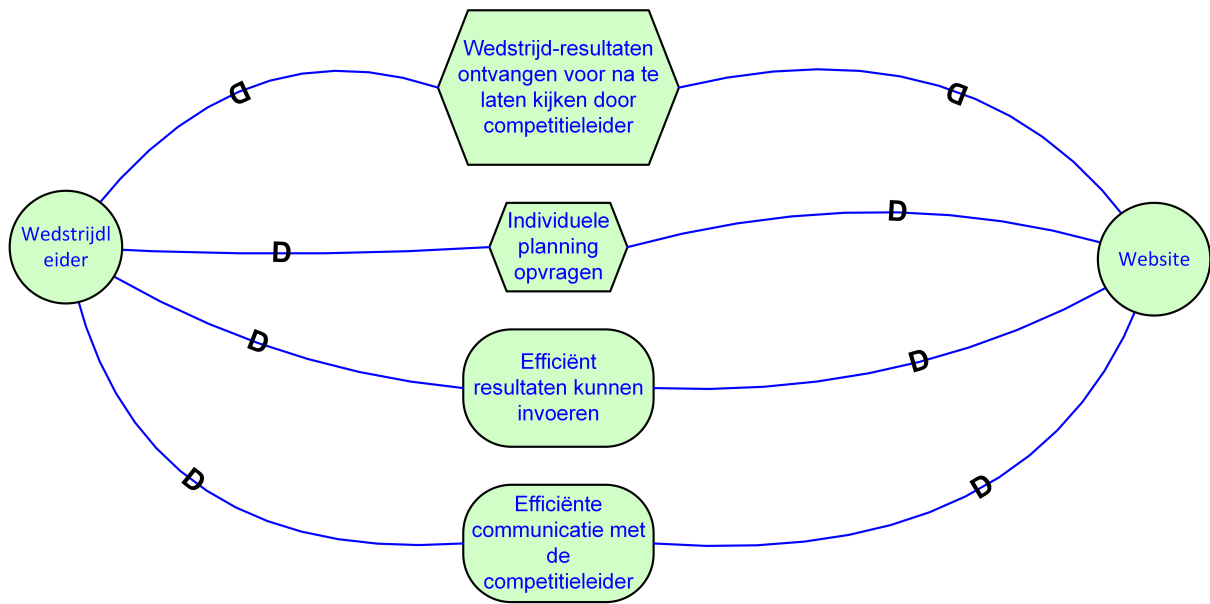 Wedstrijd-resultaten
ontvangen voor na te
laten kijken door
competitieleider
D
D
Wedstrijdl
eider
D
Individuele
planning
opvragen
D
Website
D
Efficiënt
resultaten kunnen
invoeren
D
D
Efficiënte
communicatie met
de
competitieleider
D